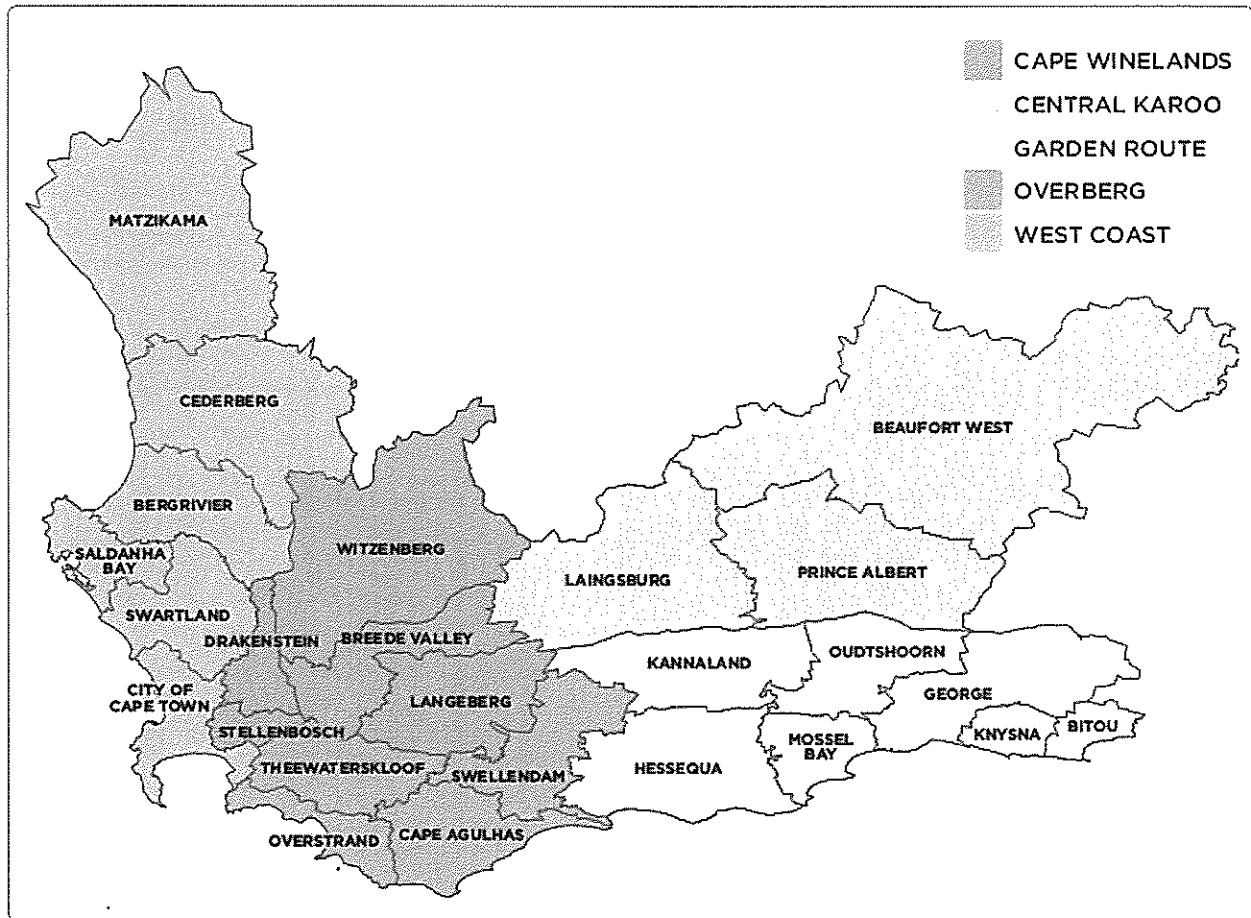 CAPE WINELANDS
CENTRAL KAROO
GARDEN ROUTE
OVERBERG
WEST COAST
MATZIKAMA
CEDERBERG
BEAUFORT WEST
BERGRIVIER
WITZENBERG
SALDANHA
BAY
LAINGSBURG
PRINCE ALBERT
SWARTLAND
DRAKENSTEIN
BREEDE VALLEY
KANNALAND
OUDTSHOORN
CITY OF
CAPE TOWN
LANGEBERG
GEORGE
STELLENBOSCH
MOSSEL
BAY
KNYSNA
BITOU
THEEWATERSKLOOF
SWELLENDAM
HESSEQUA
OVERSTRAND
CAPE AGULHAS